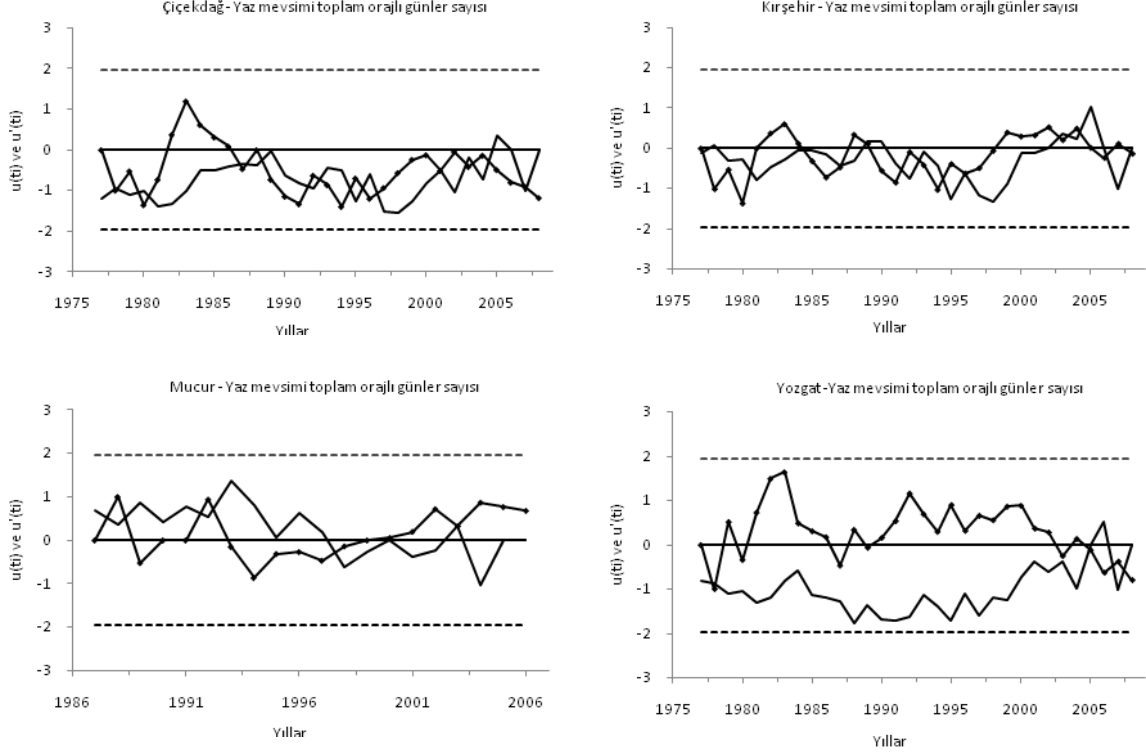 Çiçekdağ - Yaz mevsimi toplam orajlı günler sayısı
3
2
1
0
-1
-2
-3
u(ti) ve u'(ti)
1975 1980 1985 1990 1995 2000 2005
Yıllar
Kırşehir - Yaz mevsimi toplam orajlı günler sayısı
3
2
1
0
-1
-2
-3
u(ti) ve u'(ti)
1975 1980 1985 1990 1995 2000 2005
Yıllar
Mucur - Yaz mevsimi toplam orajlı günler sayısı
3
2
1
0
-1
-2
-3
u(ti) ve u'(ti)
1986 1991 1996 2001 2006
Yıllar
Yozgat-Yaz mevsimi toplam orajlı günler sayısı
3
2
1
0
-1
-2
-3
u(ti) ve u'(ti)
1975 1980 1985 1990 1995 2000 2005
Yıllar